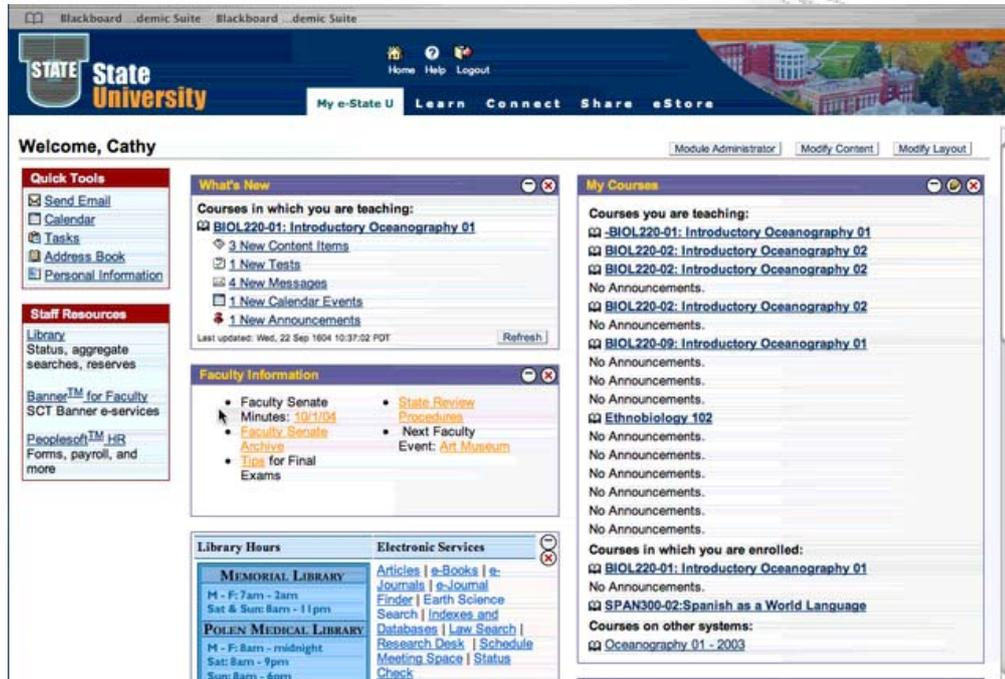 Blackboard ...demic Suite Blackboard ...demic Suite
STATE
State
University
Home Help Logout
My e-State U Learn Connect Share eStore
Welcome, Cathy
Module Administrator Modify Content Modify Layout
Quick Tools
Send Email
Calendar
Tasks
Address Book
Personal Information
Staff Resources
Library
Status, aggregate
searches, reserves
Banner™ for Faculty
SCT Banner e-services
Peoplesoft™ HR
Forms, payroll, and
more
What's New
Courses in which you are teaching:
BIOL220-01: Introductory Oceanography 01
3 New Content Items
1 New Tests
4 New Messages
1 New Calendar Events
1 New Announcements
Last updated: Wed, 22 Sep 1604 10:37:02 PDT
Refresh
Faculty Information
• Faculty Senate
Minutes: 10/1/04
• Faculty Senate
Archive
• Tips for Final
Exams
• State Review
Procedures
• Next Faculty
Event: Art Museum
Library Hours
MEMORIAL LIBRARY
M - F: 7am - 2am
Sat & Sun: 8am - 11pm
POLEN MEDICAL LIBRARY
M - F: 8am - midnight
Sat: 8am - 9pm
Sun: 8am - 6pm
Electronic Services
Articles | e-Books | e-
Journals | e-Journal
Finder | Earth Science
Search | Indexes and
Databases | Law Search |
Research Desk | Schedule
Meeting Space | Status
Check
My Courses
Courses you are teaching:
-BIOL220-01: Introductory Oceanography 01
BIOL220-02: Introductory Oceanography 02
BIOL220-02: Introductory Oceanography 02
No Announcements.
BIOL220-02: Introductory Oceanography 02
No Announcements.
BIOL220-09: Introductory Oceanography 01
No Announcements.
No Announcements.
No Announcements.
Ethnobiology 102
No Announcements.
No Announcements.
No Announcements.
No Announcements.
No Announcements.
No Announcements.
Courses in which you are enrolled:
BIOL220-01: Introductory Oceanography 01
No Announcements.
SPAN300-02:Spanish as a World Language
Courses on other systems:
Oceanography 01 - 2003